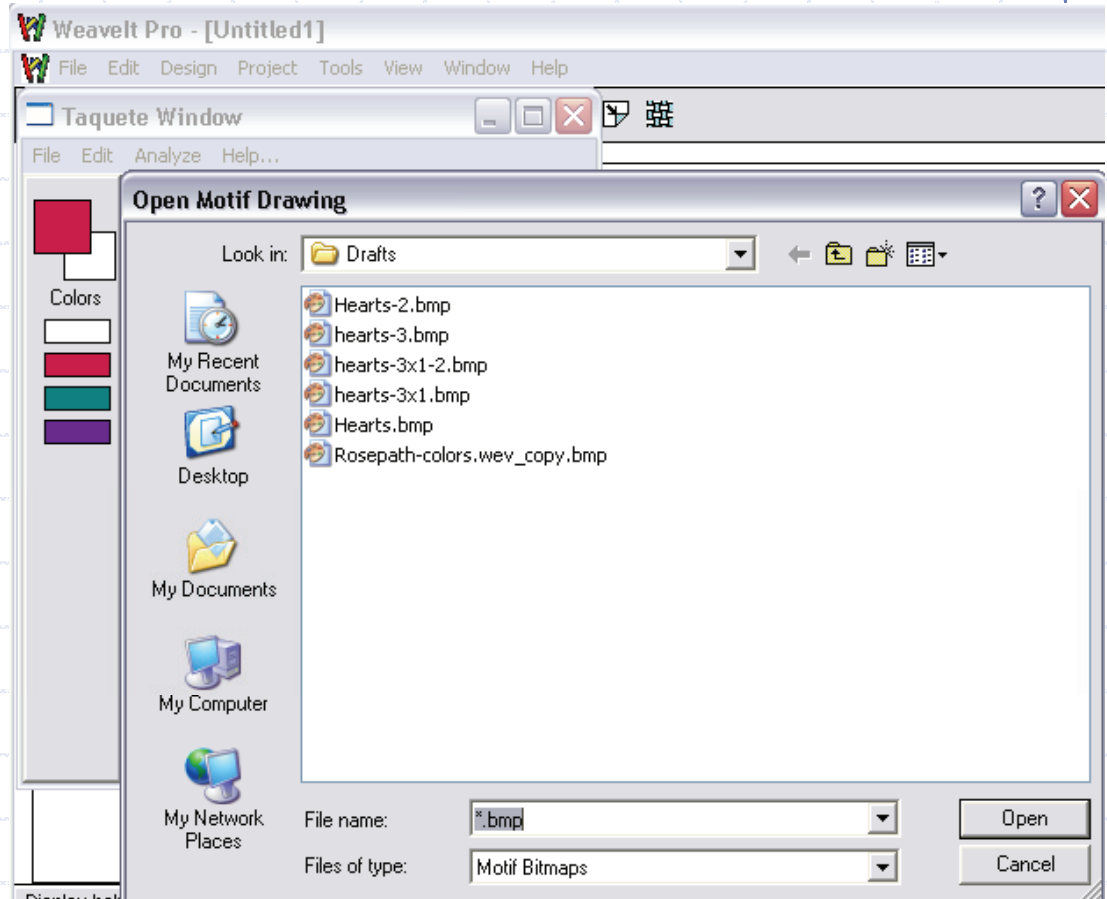 WeaveIt Pro - [Untitled1]
File Edit Design Project Tools View Window Help
Taquete Window
File Edit Analyze Help...
Open Motif Drawing
Look in: Drafts
Colors
Hearts-2.bmp
hearts-3.bmp
hearts-3x1-2.bmp
hearts-3x1.bmp
Hearts.bmp
Rosepath-colors.wev_copy.bmp
My Recent
Documents
Desktop
My Documents
My Computer
My Network
Places
File name: *.bmp Open
Files of type: Motif Bitmaps Cancel
Display